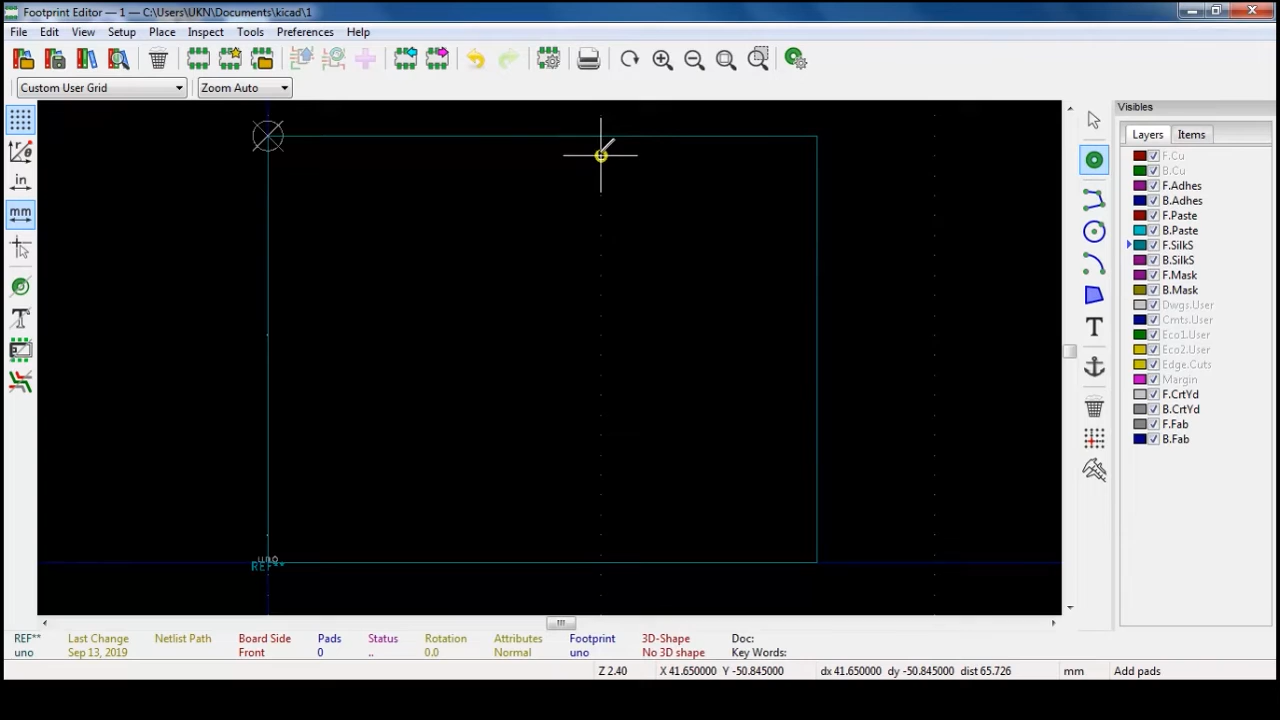 Footprint Editor — 1 — C:\Users\UKN\Documents\kicad\1
File Edit View Setup Place Inspect Tools Preferences Help
Custom User Grid Zoom Auto
in
mm
T
Visibles
Layers Items
F.Cu
B.Cu
F.Adhes
B.Adhes
F.Paste
B.Paste
F.SilkS
B.SilkS
F.Mask
B.Mask
Dwgs.User
Cmts.User
Eco1.User
Eco2.User
Edge.Cuts
Margin
F.CrtYd
B.CrtYd
F.Fab
B.Fab
uno
REF**
REF** Last Change Netlist Path Board Side Pads Status Rotation Attributes Footprint 3D-Shape Doc:
uno Sep 13, 2019 Front 0 .. 0.0 Normal uno No 3D shape Key Words:
Z 2.40 X 41.650000 Y -50.845000 dx 41.650000 dy -50.845000 dist 65.726 mm Add pads